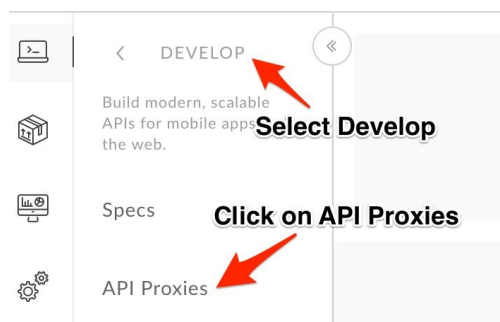 DEVELOP
Build modern, scalable
APIs for mobile apps
the web.
Select Develop
Specs
Click on API Proxies
API Proxies